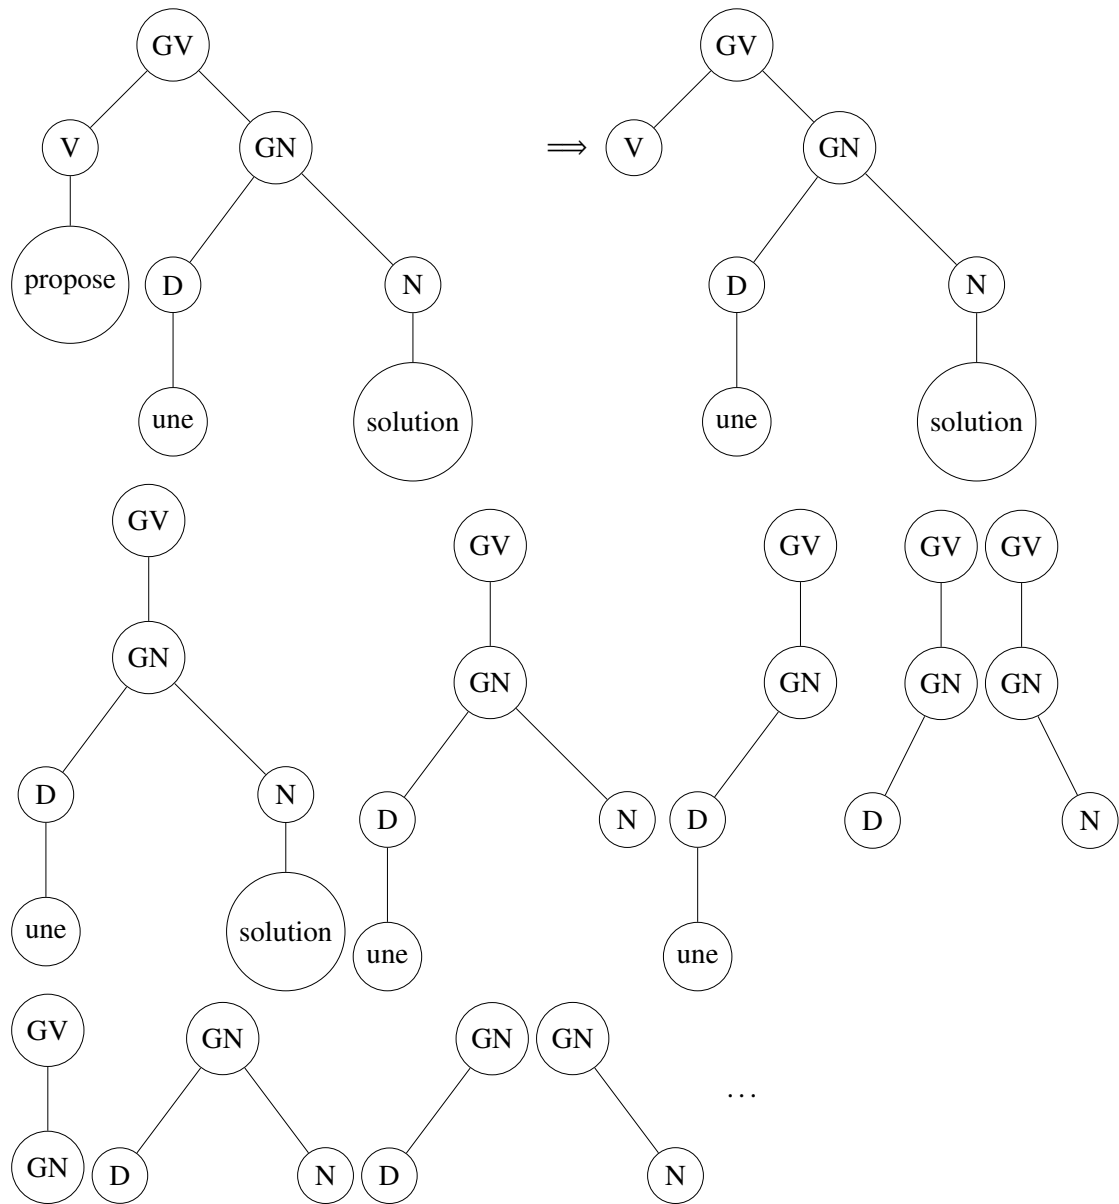 GV GV
V GN ⟹ V GN
propose D N D N
une solution une solution
GV GV GV GV GV
GN GN GN GN GN
D N D N D D N
une solution une une
GV GN GN GN
...
GN D N D N